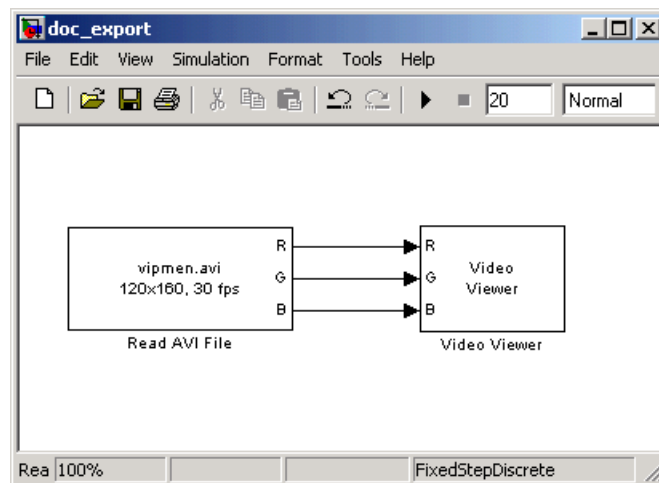 doc_export
File Edit View Simulation Format Tools Help
20 Normal
R R
vipmen.avi Video
G G
120x160, 30 fps Viewer
B B
Read AVI File Video Viewer
Rea 100% FixedStepDiscrete